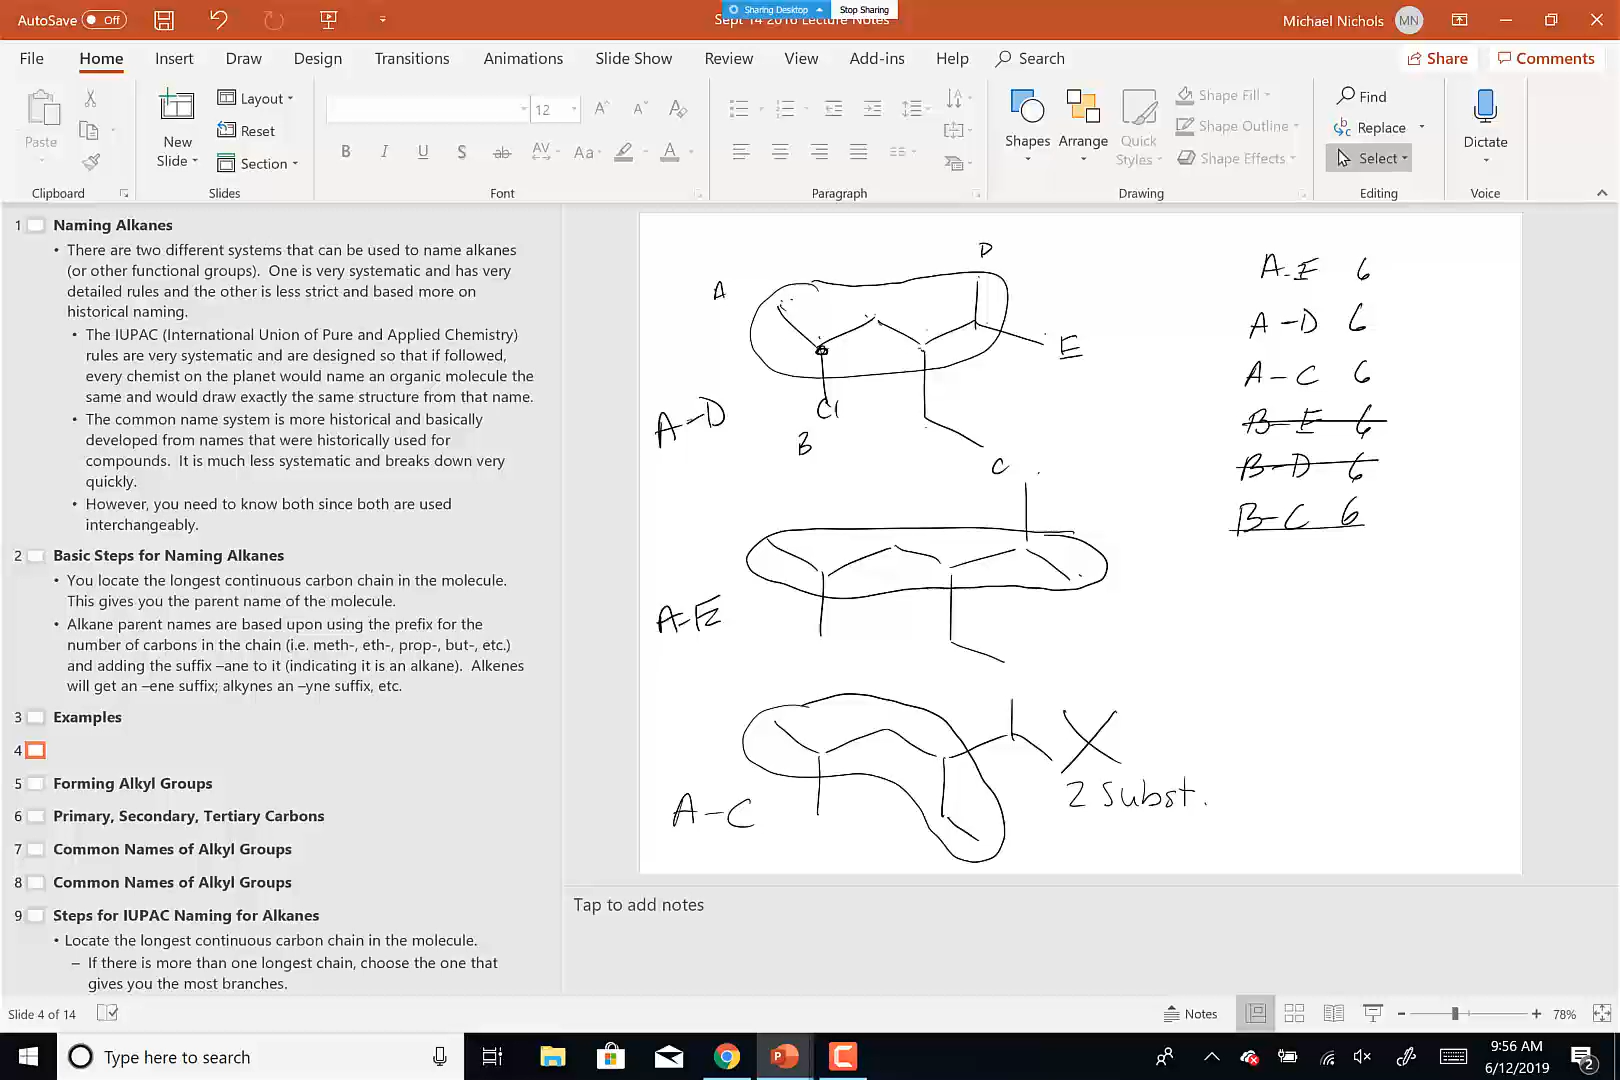 AutoSave Off
Sharing Desktop Stop Sharing
Sept 14 2016 Lecture Notes
Michael Nichols MN
File Home Insert Draw Design Transitions Animations Slide Show Review View Add-ins Help Search Share Comments
Paste
New Slide
Layout
Reset
Section
12
B I U S ab AV Aa A
Shapes
Arrange
Quick Styles
Shape Fill
Shape Outline
Shape Effects
Find
Replace
Select
Dictate
Clipboard Slides Font Paragraph Drawing Editing Voice
1 Naming Alkanes
• There are two different systems that can be used to name alkanes
(or other functional groups). One is very systematic and has very
detailed rules and the other is less strict and based more on
historical naming.
• The IUPAC (International Union of Pure and Applied Chemistry)
rules are very systematic and are designed so that if followed,
every chemist on the planet would name an organic molecule the
same and would draw exactly the same structure from that name.
• The common name system is more historical and basically
developed from names that were historically used for
compounds. It is much less systematic and breaks down very
quickly.
• However, you need to know both since both are used
interchangeably.
2 Basic Steps for Naming Alkanes
• You locate the longest continuous carbon chain in the molecule.
This gives you the parent name of the molecule.
• Alkane parent names are based upon using the prefix for the
number of carbons in the chain (i.e. meth-, eth-, prop-, but-, etc.)
and adding the suffix –ane to it (indicating it is an alkane). Alkenes
will get an –ene suffix; alkynes an –yne suffix, etc.
3 Examples
4
5 Forming Alkyl Groups
6 Primary, Secondary, Tertiary Carbons
7 Common Names of Alkyl Groups
8 Common Names of Alkyl Groups
9 Steps for IUPAC Naming for Alkanes
• Locate the longest continuous carbon chain in the molecule.
– If there is more than one longest chain, choose the one that
gives you the most branches.
D
A
E
Cl
B
C
A-D
A-E
A-C
X
2 Subst.
A-E 6
A-D 6
A-C 6
B-E 6
B-D 6
B-C 6
Tap to add notes
Slide 4 of 14
Notes
78%
Type here to search
9:56 AM
6/12/2019
2